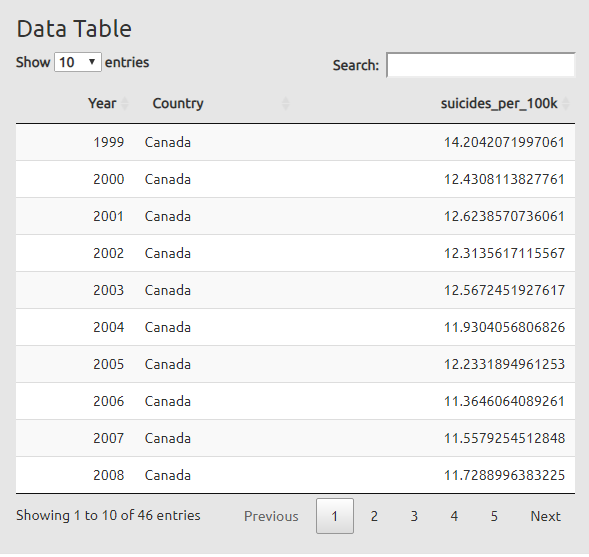 Data Table
Show 10 entries Search:
Year Country suicides_per_100k
1999 Canada 14.2042071997061
2000 Canada 12.4308113827761
2001 Canada 12.6238570736061
2002 Canada 12.3135617115567
2003 Canada 12.5672451927617
2004 Canada 11.9304056806826
2005 Canada 12.2331894961253
2006 Canada 11.3646064089261
2007 Canada 11.5579254512848
2008 Canada 11.7288996383225
Showing 1 to 10 of 46 entries Previous 1 2 3 4 5 Next